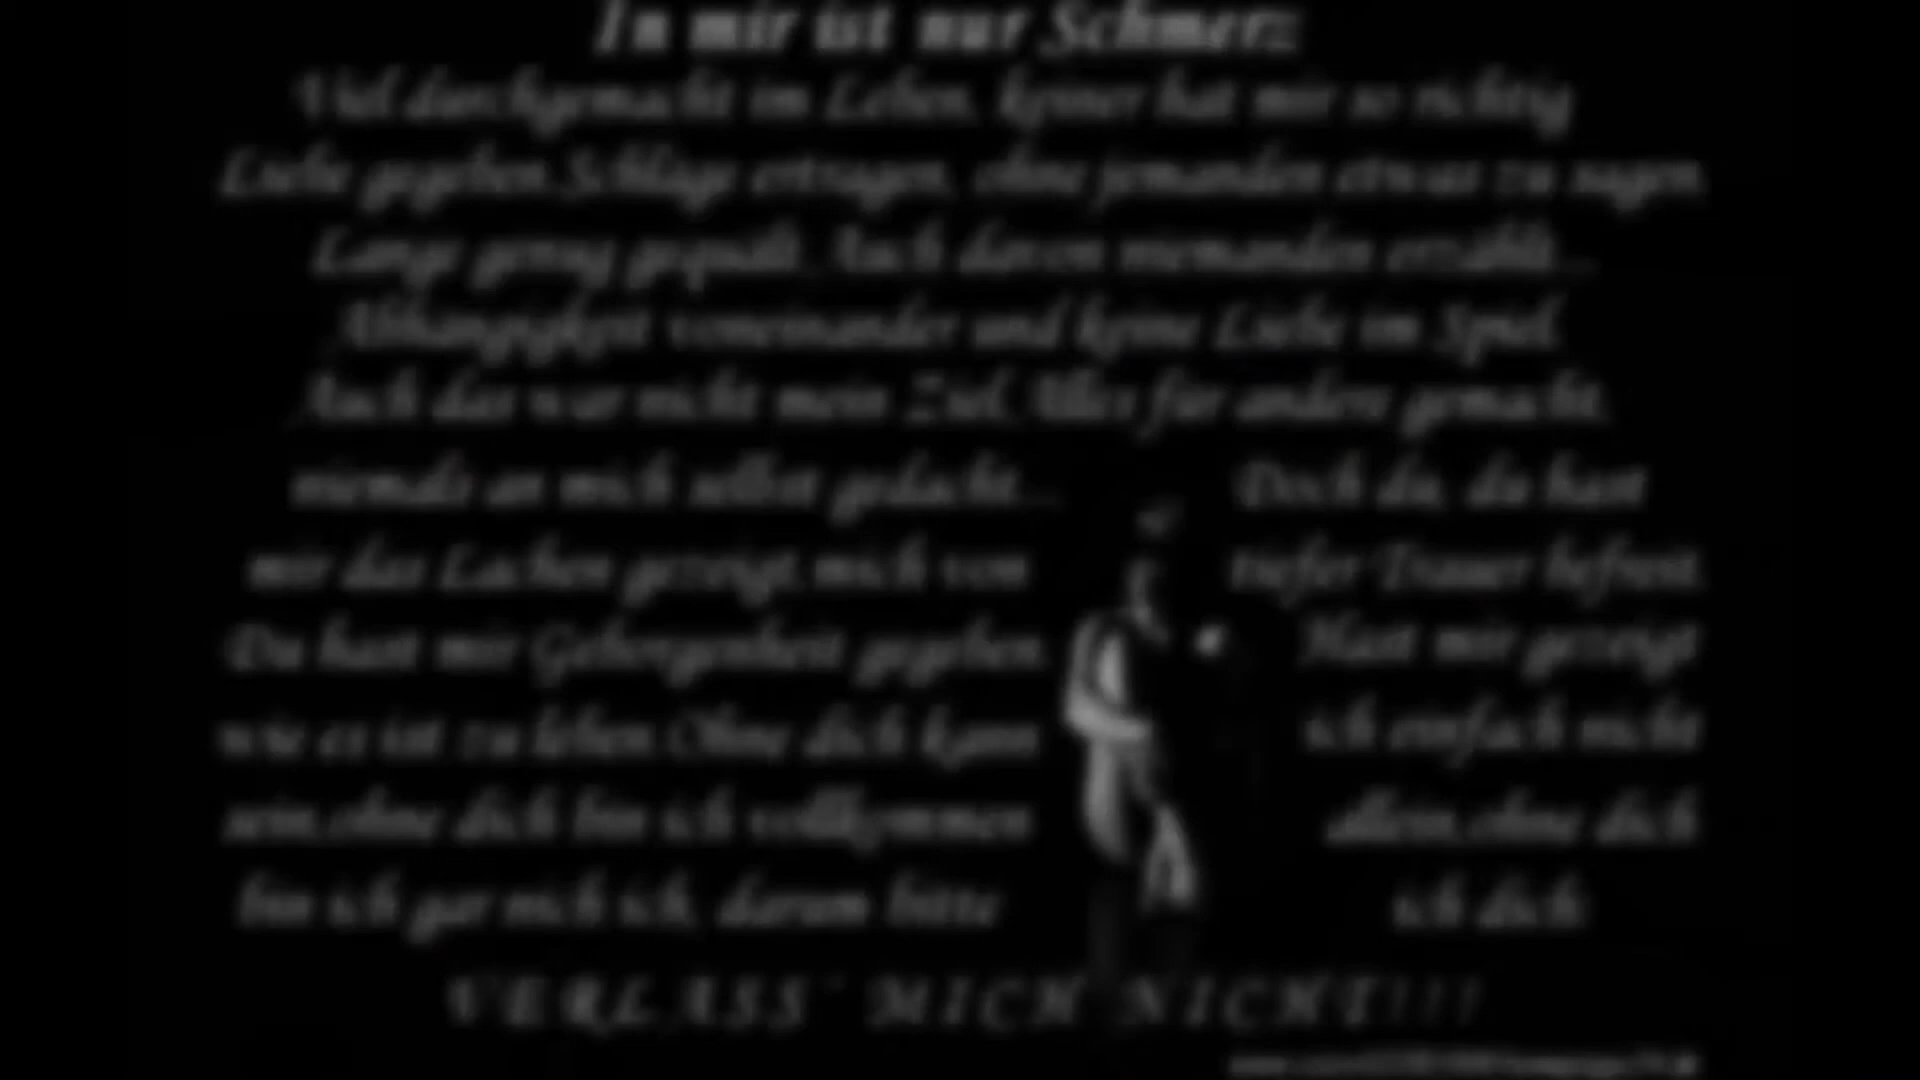 In mir ist nur Schmerz
Viel durchgemacht im Leben, keiner hat mir so richtig
Liebe gegeben.Schläge ertragen, ohne jemanden etwas zu sagen.
Lange genug gequält. Auch davon niemanden erzählt...
Abhängigkeit voneinander und keine Liebe im Spiel.
Auch das war nicht mein Ziel. Alles für andere gemacht,
niemals an mich selbst gedacht... Doch du, du hast
mir das Lachen gezeigt,mich von tiefer Trauer befreit.
Du hast mir Geborgenheit gegeben. Hast mir gezeigt
wie es ist zu leben.Ohne dich kann ich einfach nicht
sein,ohne dich bin ich vollkommen allein,ohne dich
bin ich gar nich ich, darum bitte ich dich:
VERLASS´ MICH NICHT!!!